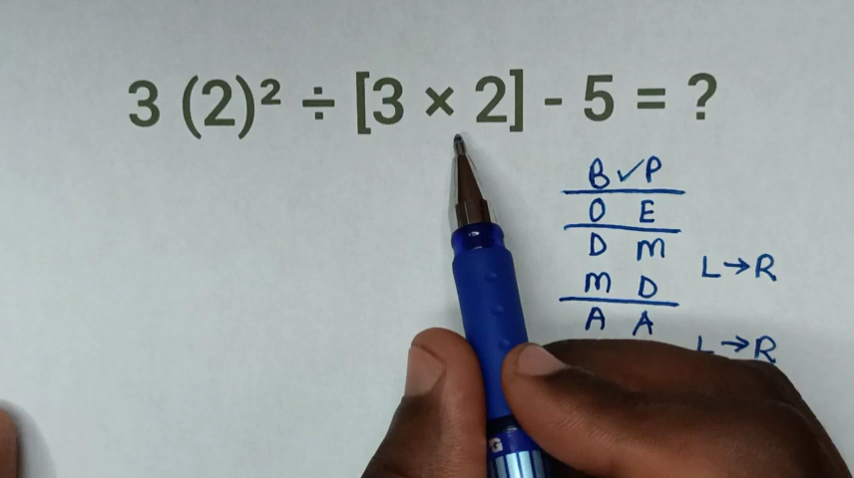 3 (2)² ÷ [3 × 2] - 5 = ?
B ✓ P
O E
D M L → R
M D
A A
L → R
G